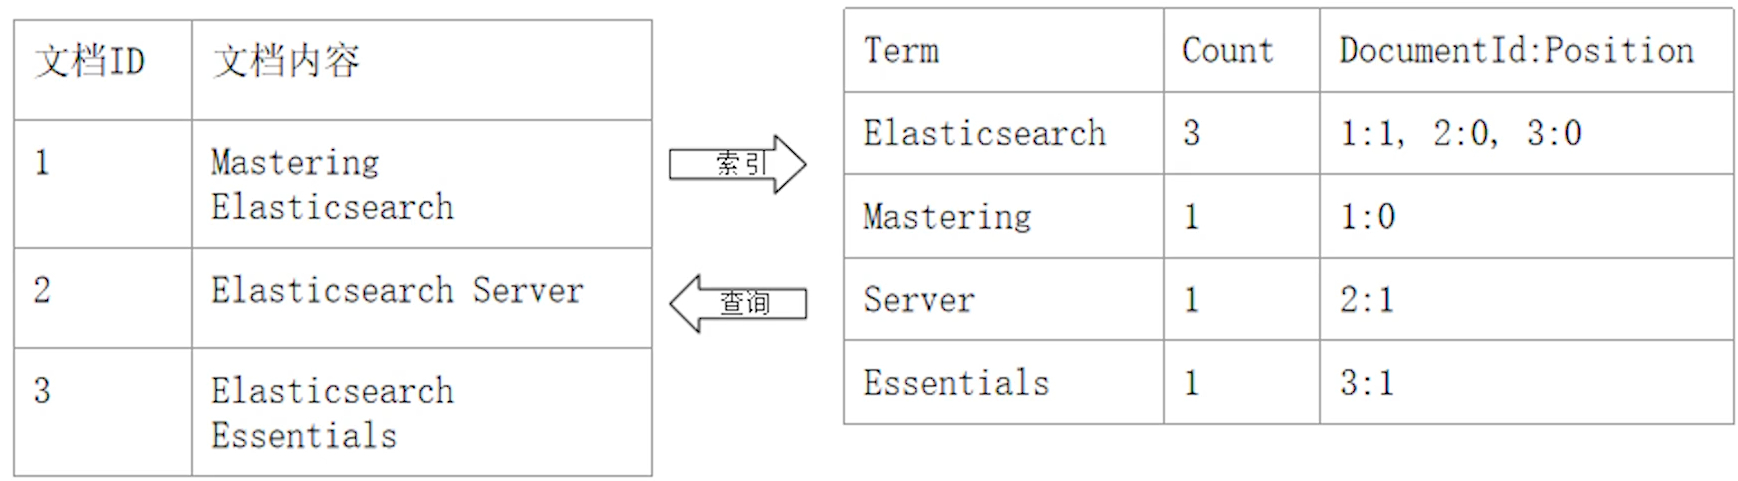 文档ID 文档内容
1 Mastering
Elasticsearch
2 Elasticsearch Server
3 Elasticsearch
Essentials
索引
查询
Term Count DocumentId:Position
Elasticsearch 3 1:1, 2:0, 3:0
Mastering 1 1:0
Server 1 2:1
Essentials 1 3:1